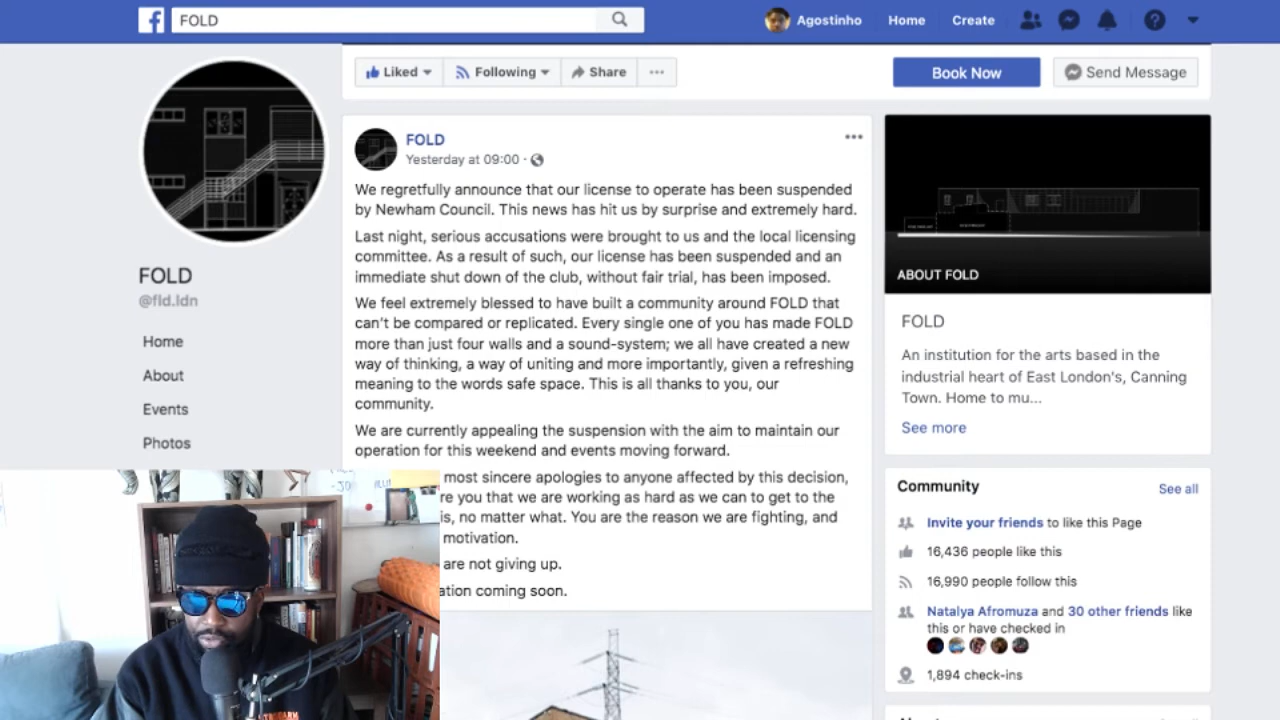 FOLD
Agostinho
Home
Create
Liked
Following
Share
Book Now
Send Message
FOLD
@fld.ldn
Home
About
Events
Photos
FOLD
Yesterday at 09:00 ·
We regretfully announce that our license to operate has been suspended
by Newham Council. This news has hit us by surprise and extremely hard.
Last night, serious accusations were brought to us and the local licensing
committee. As a result of such, our license has been suspended and an
immediate shut down of the club, without fair trial, has been imposed.
We feel extremely blessed to have built a community around FOLD that
can't be compared or replicated. Every single one of you has made FOLD
more than just four walls and a sound-system; we all have created a new
way of thinking, a way of uniting and more importantly, given a refreshing
meaning to the words safe space. This is all thanks to you, our
community.
We are currently appealing the suspension with the aim to maintain our
operation for this weekend and events moving forward.
most sincere apologies to anyone affected by this decision,
re you that we are working as hard as we can to get to the
is, no matter what. You are the reason we are fighting, and
motivation.
are not giving up.
ation coming soon.
ABOUT FOLD
FOLD
An institution for the arts based in the
industrial heart of East London's, Canning
Town. Home to mu...
See more
Community
See all
Invite your friends to like this Page
16,436 people like this
16,990 people follow this
Natalya Afromuza and 30 other friends like
this or have checked in
1,894 check-ins